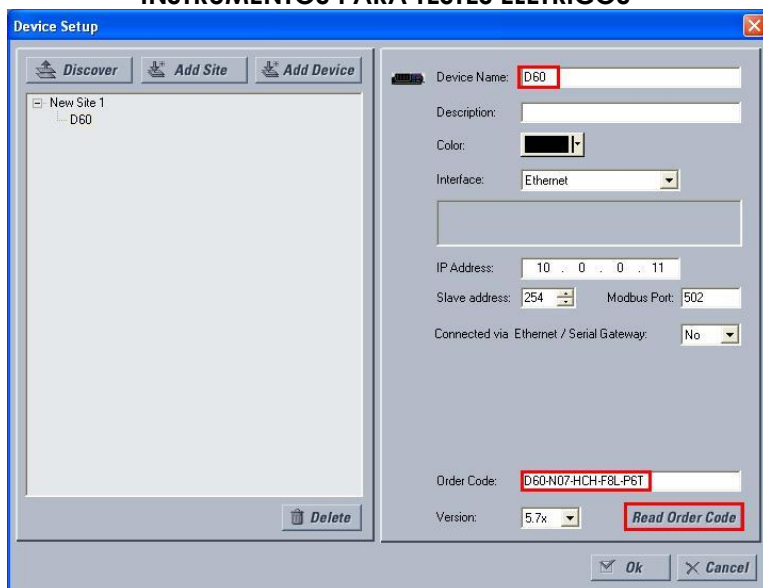 INSTRUMENTOS PARA TESTES ELÉTRICOS
Device Setup
Discover Add Site Add Device
New Site 1
D60
Delete
Device Name: D60
Description:
Color:
Interface: Ethernet
IP Address: 10 . 0 . 0 . 11
Slave address: 254 Modbus Port: 502
Connected via Ethernet / Serial Gateway: No
Order Code: D60-N07-HCH-F8L-P6T
Version: 5.7x Read Order Code
Ok Cancel